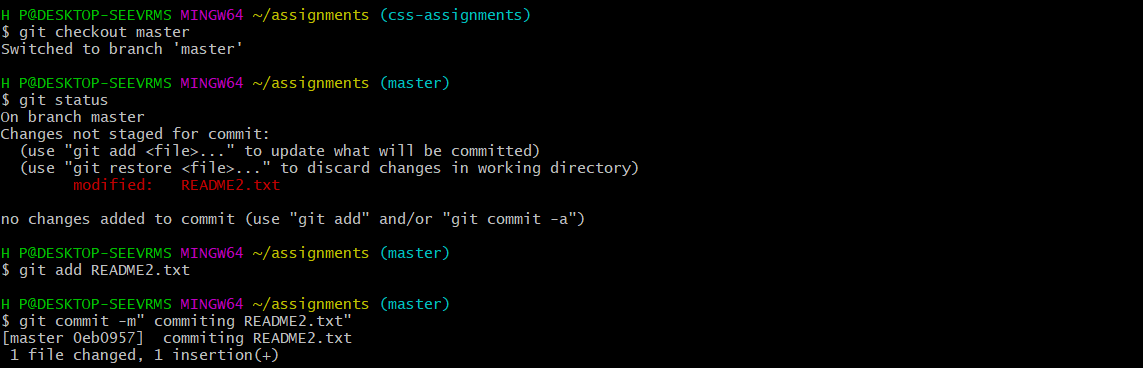 H P@DESKTOP-SEEVRMS MINGW64 ~/assignments (css-assignments)
$ git checkout master
Switched to branch 'master'

H P@DESKTOP-SEEVRMS MINGW64 ~/assignments (master)
$ git status
On branch master
Changes not staged for commit:
  (use "git add <file>..." to update what will be committed)
  (use "git restore <file>..." to discard changes in working directory)
        modified:   README2.txt

no changes added to commit (use "git add" and/or "git commit -a")

H P@DESKTOP-SEEVRMS MINGW64 ~/assignments (master)
$ git add README2.txt

H P@DESKTOP-SEEVRMS MINGW64 ~/assignments (master)
$ git commit -m" commiting README2.txt"
[master 0eb0957]  commiting README2.txt
 1 file changed, 1 insertion(+)